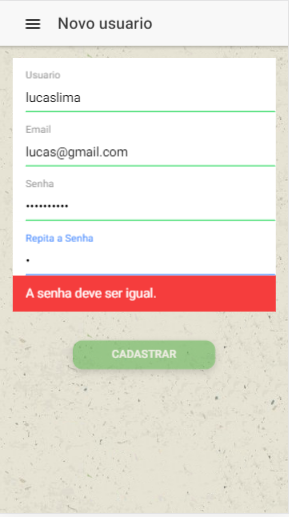 Novo usuario
Usuario
lucaslima
Email
lucas@gmail.com
Senha
••••••••••
Repita a Senha
•
A senha deve ser igual.
CADASTRAR